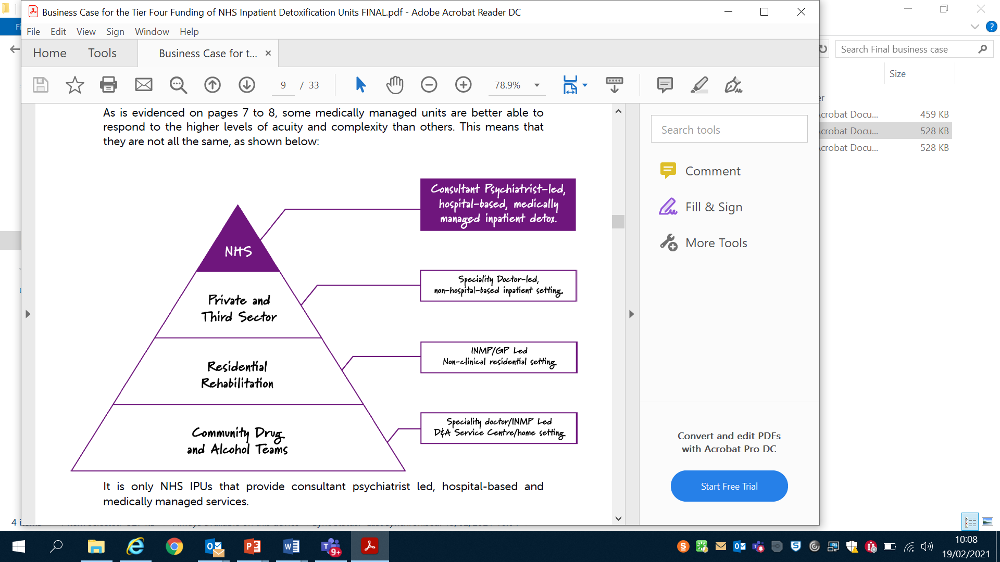 Business Case for the Tier Four Funding of NHS Inpatient Detoxification Units FINAL.pdf - Adobe Acrobat Reader DC
File Edit View Sign Window Help
Home Tools Business Case for t... ×
9 / 33 78.9%
Search Final business case
Size
As is evidenced on pages 7 to 8, some medically managed units are better able to
respond to the higher levels of acuity and complexity than others. This means that
they are not all the same, as shown below:
Consultant Psychiatrist-led,
hospital-based, medically
managed inpatient detox.
NHS
Speciality Doctor-led,
non-hospital-based inpatient setting.
Private and
Third Sector
INMP/GP Led
Non-clinical residential setting
Residential
Rehabilitation
Speciality doctor/INMP Led
D&A Service Centre/home setting
Community Drug
and Alcohol Teams
It is only NHS IPUs that provide consultant psychiatrist led, hospital-based and
medically managed services.
Search tools
Comment
Fill & Sign
More Tools
Convert and edit PDFs
with Acrobat Pro DC
Start Free Trial
er
Acrobat Docu... 459 KB
Acrobat Docu... 528 KB
Acrobat Docu... 528 KB
10:08
19/02/2021
9+